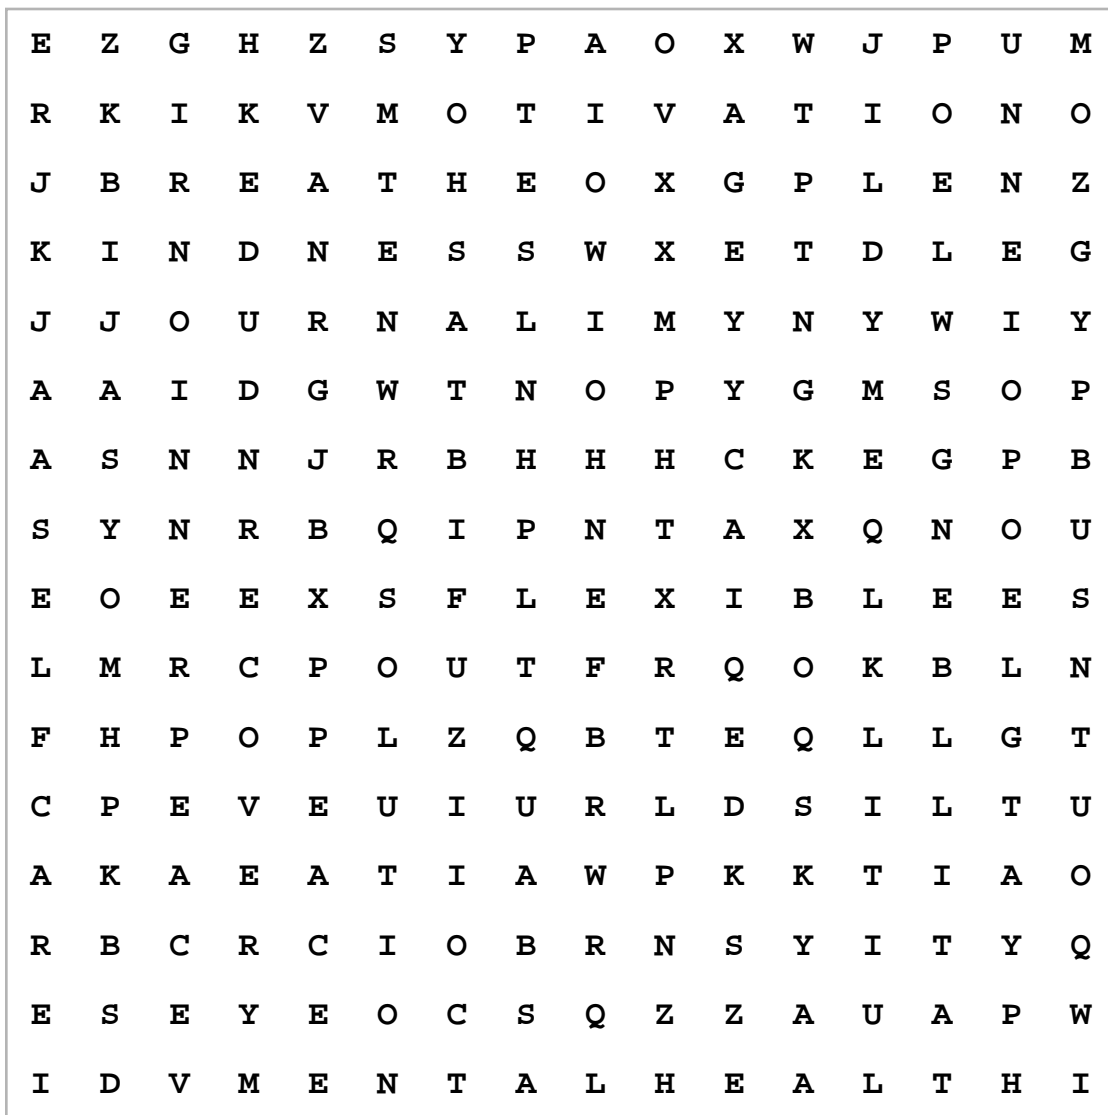 E Z G H Z S Y P A O X W J P U M
R K I K V M O T I V A T I O N O
J B R E A T H E O X G P L E N Z
K I N D N E S S W X E T D L E G
J J O U R N A L I M Y N Y W I Y
A A I D G W T N O P Y G M S O P
A S N N J R B H H H C K E G P B
S Y N R B Q I P N T A X Q N O U
E O E E X S F L E X I B L E E S
L M R C P O U T F R Q O K B L N
F H P O P L Z Q B T E Q L L G T
C P E V E U I U R L D S I L T U
A K A E A T I A W P K K T I A O
R B C R C I O B R N S Y I T Y Q
E S E Y E O C S Q Z Z A U A P W
I D V M E N T A L H E A L T H I